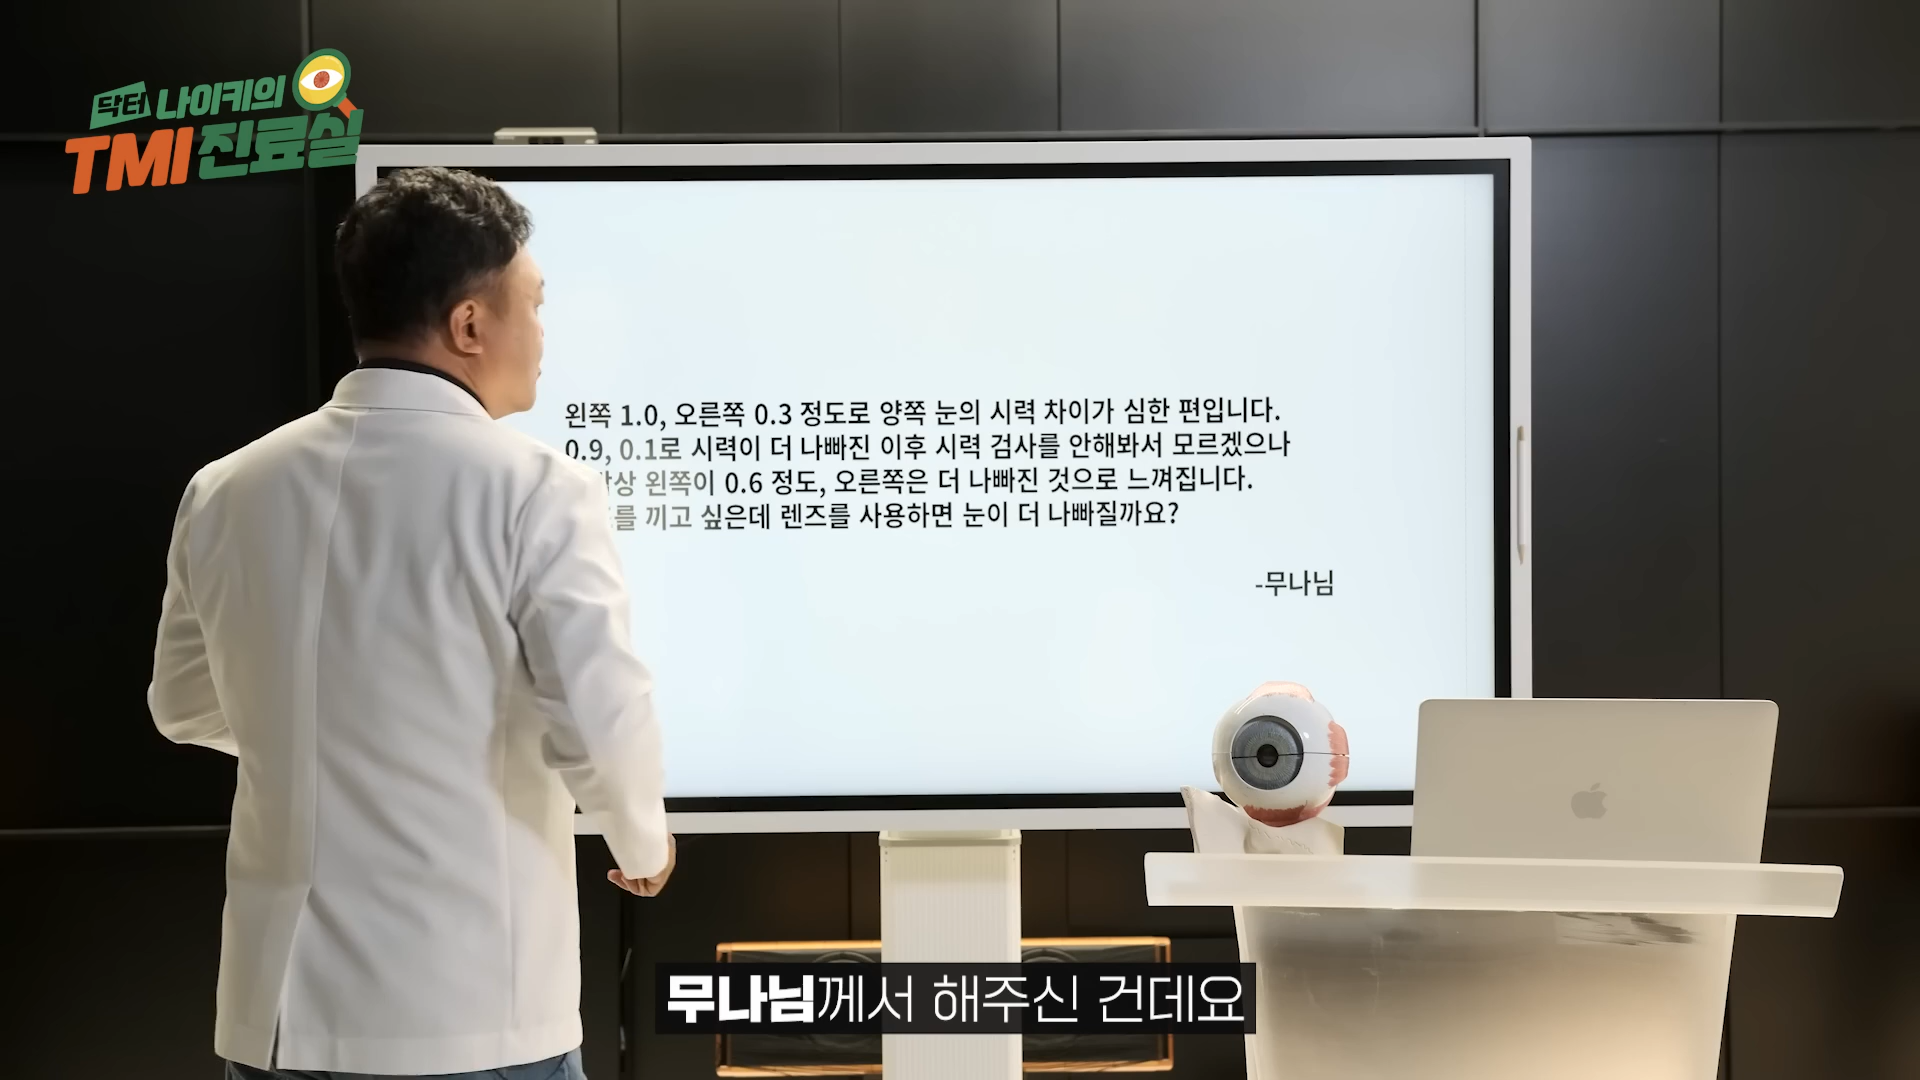 닥터 나이키의
TMI 진료실
왼쪽 1.0, 오른쪽 0.3 정도로 양쪽 눈의 시력 차이가 심한 편입니다.
0.9, 0.1로 시력이 더 나빠진 이후 시력 검사를 안해봐서 모르겠으나
왼쪽이 0.6 정도, 오른쪽은 더 나빠진 것으로 느껴집니다.
끼고 싶은데 렌즈를 사용하면 눈이 더 나빠질까요?
-무나님
무나님께서 해주신 건데요